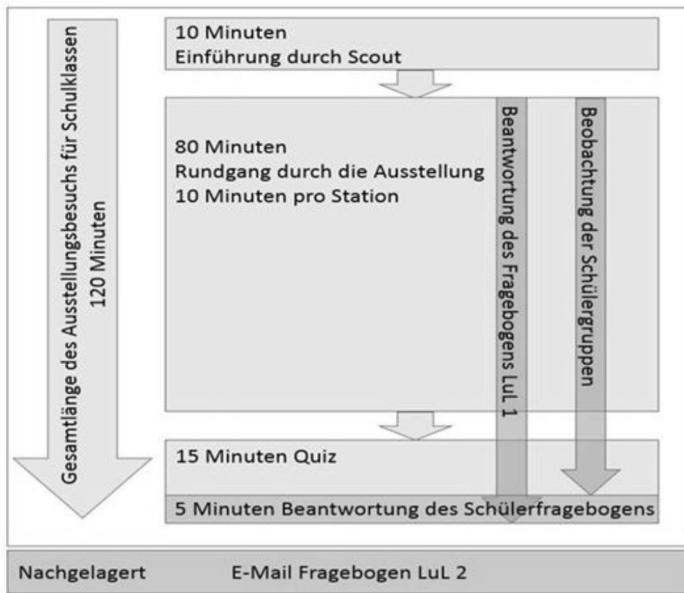 Gesamtlänge des Ausstellungsbesuchs für Schulklassen
120 Minuten
10 Minuten
Einführung durch Scout
80 Minuten
Rundgang durch die Ausstellung
10 Minuten pro Station
Beantwortung des Fragebogens LuL 1
Beobachtung der Schülergruppen
15 Minuten Quiz
5 Minuten Beantwortung des Schülerfragebogens
Nachgelagert E-Mail Fragebogen LuL 2